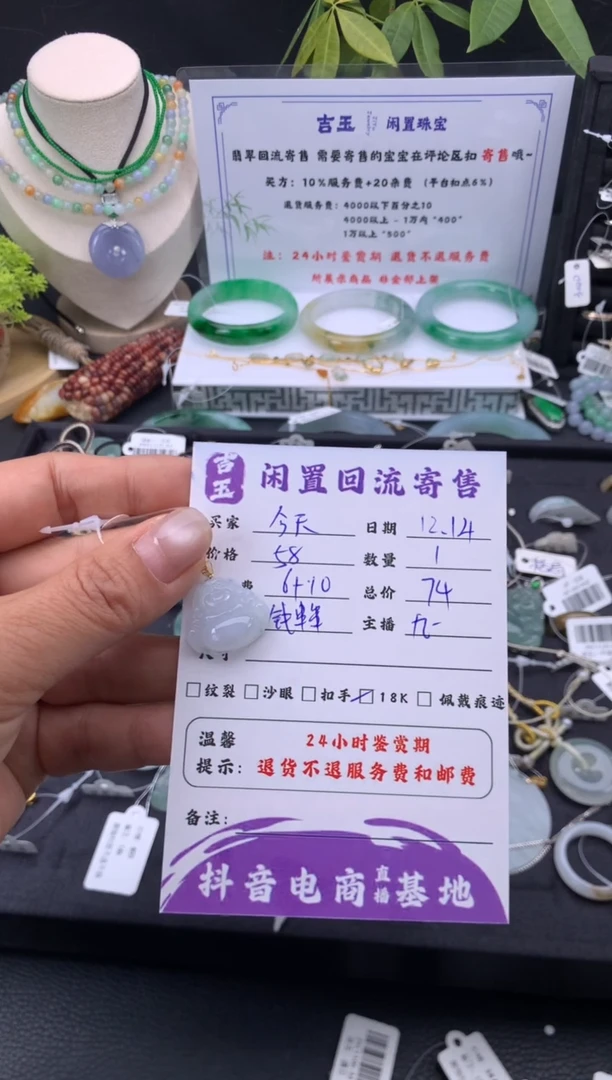 吉玉 闲置珠宝
翡翠回流寄售 需要寄售的宝宝在评论区扣 寄售哦~
买方：10%服务费+20杂费 （平台扣点6%）
退货服务费：4000以下百分之10
4000以上 - 1万内 “400”
1万以上 “500”
注：24小时鉴赏期 退货不退服务费
吉玉 闲置回流寄售
买家 今天 日期 12.14
价格 58 数量 1
费 6+10 总价 74
主播 九一
纹裂 沙眼 扣手 18K 佩戴痕迹
温馨 24小时鉴赏期
提示：退货不退服务费和邮费
备注：
抖音电商直播基地